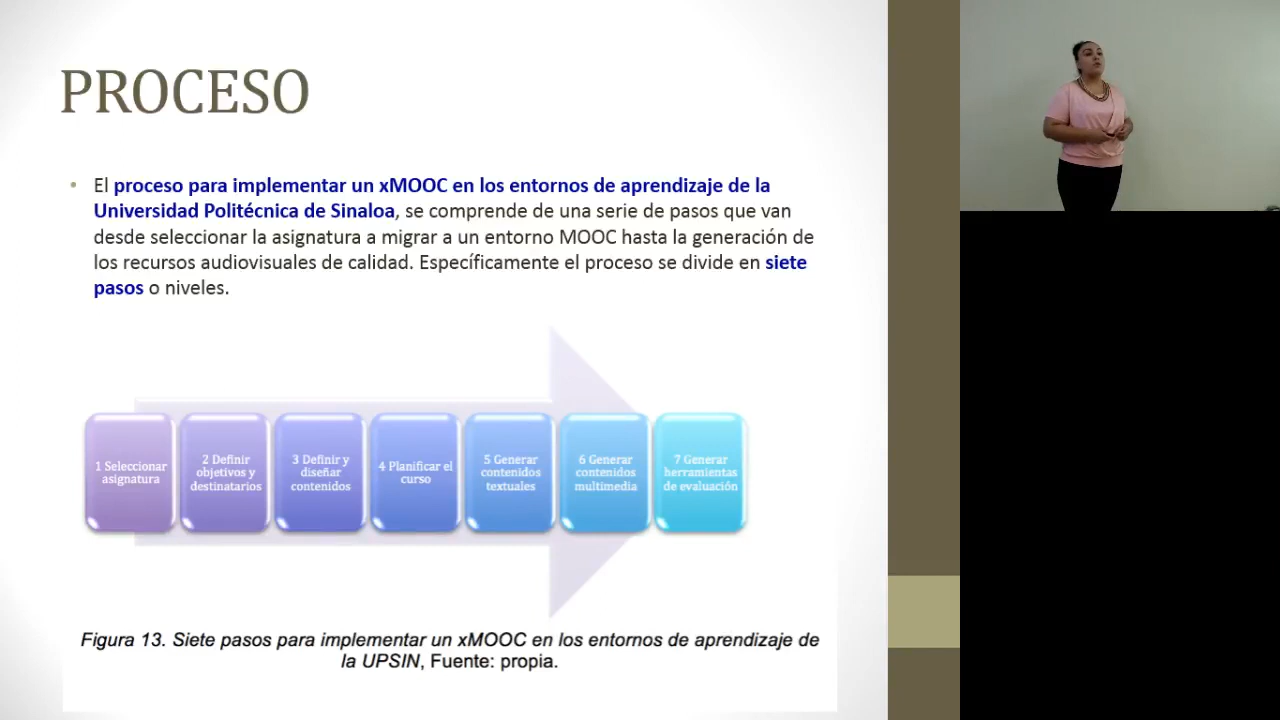 PROCESO
• El proceso para implementar un xMOOC en los entornos de aprendizaje de la
Universidad Politécnica de Sinaloa, se comprende de una serie de pasos que van
desde seleccionar la asignatura a migrar a un entorno MOOC hasta la generación de
los recursos audiovisuales de calidad. Específicamente el proceso se divide en siete
pasos o niveles.
1 Seleccionar
asignatura
2 Definir
objetivos y
destinatarios
3 Definir y
diseñar
contenidos
4 Planificar el
curso
5 Generar
contenidos
textuales
6 Generar
contenidos
multimedia
7 Generar
herramientas
de evaluación
Figura 13. Siete pasos para implementar un xMOOC en los entornos de aprendizaje de
la UPSIN, Fuente: propia.